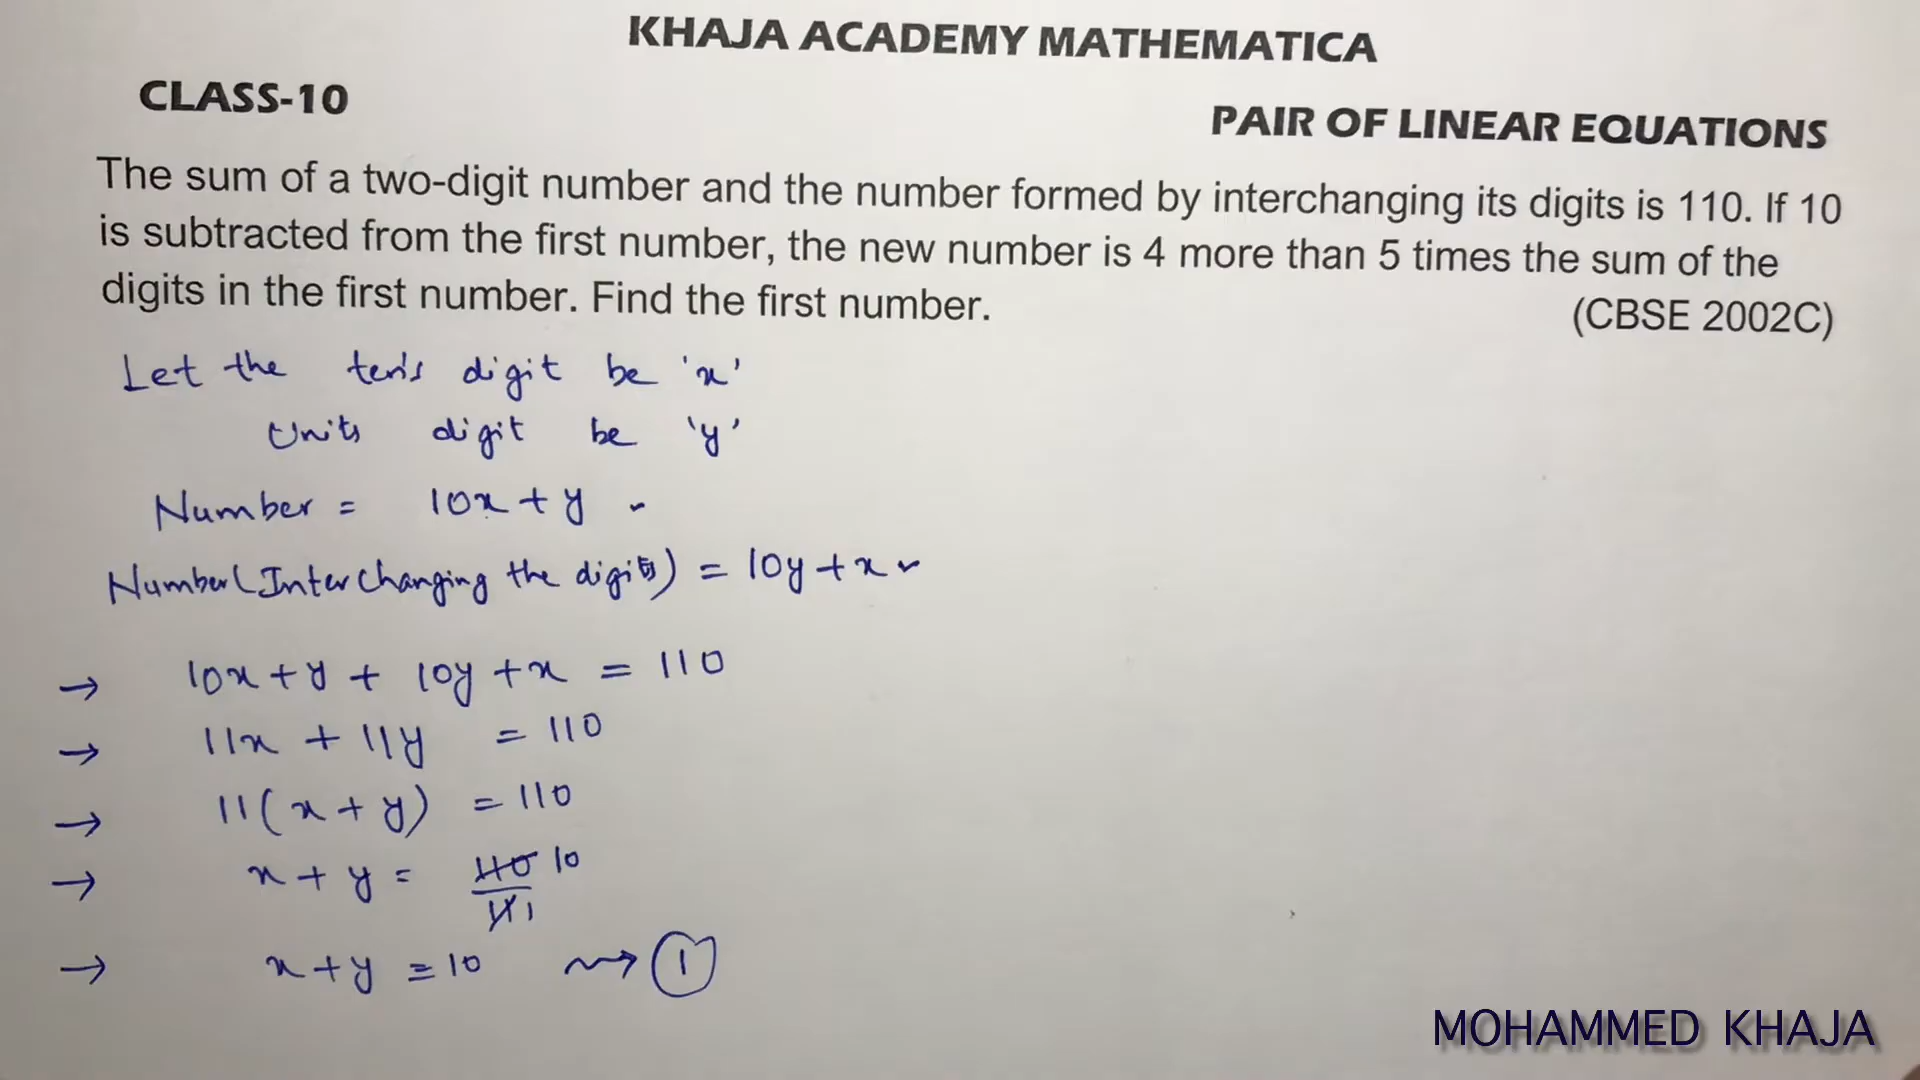 KHAJA ACADEMY MATHEMATICA
CLASS-10
PAIR OF LINEAR EQUATIONS
The sum of a two-digit number and the number formed by interchanging its digits is 110. If 10
is subtracted from the first number, the new number is 4 more than 5 times the sum of the
digits in the first number. Find the first number.
(CBSE 2002C)
Let the ten's digit be 'x'
Units digit be 'y'
Number = 10x + y
Number(Interchanging the digits) = 10y + x
→ 10x + y + 10y + x = 110
→ 11x + 11y = 110
→ 11(x + y) = 110
→ x + y = 110/11 10 1
→ x + y = 10 → 1
MOHAMMED KHAJA